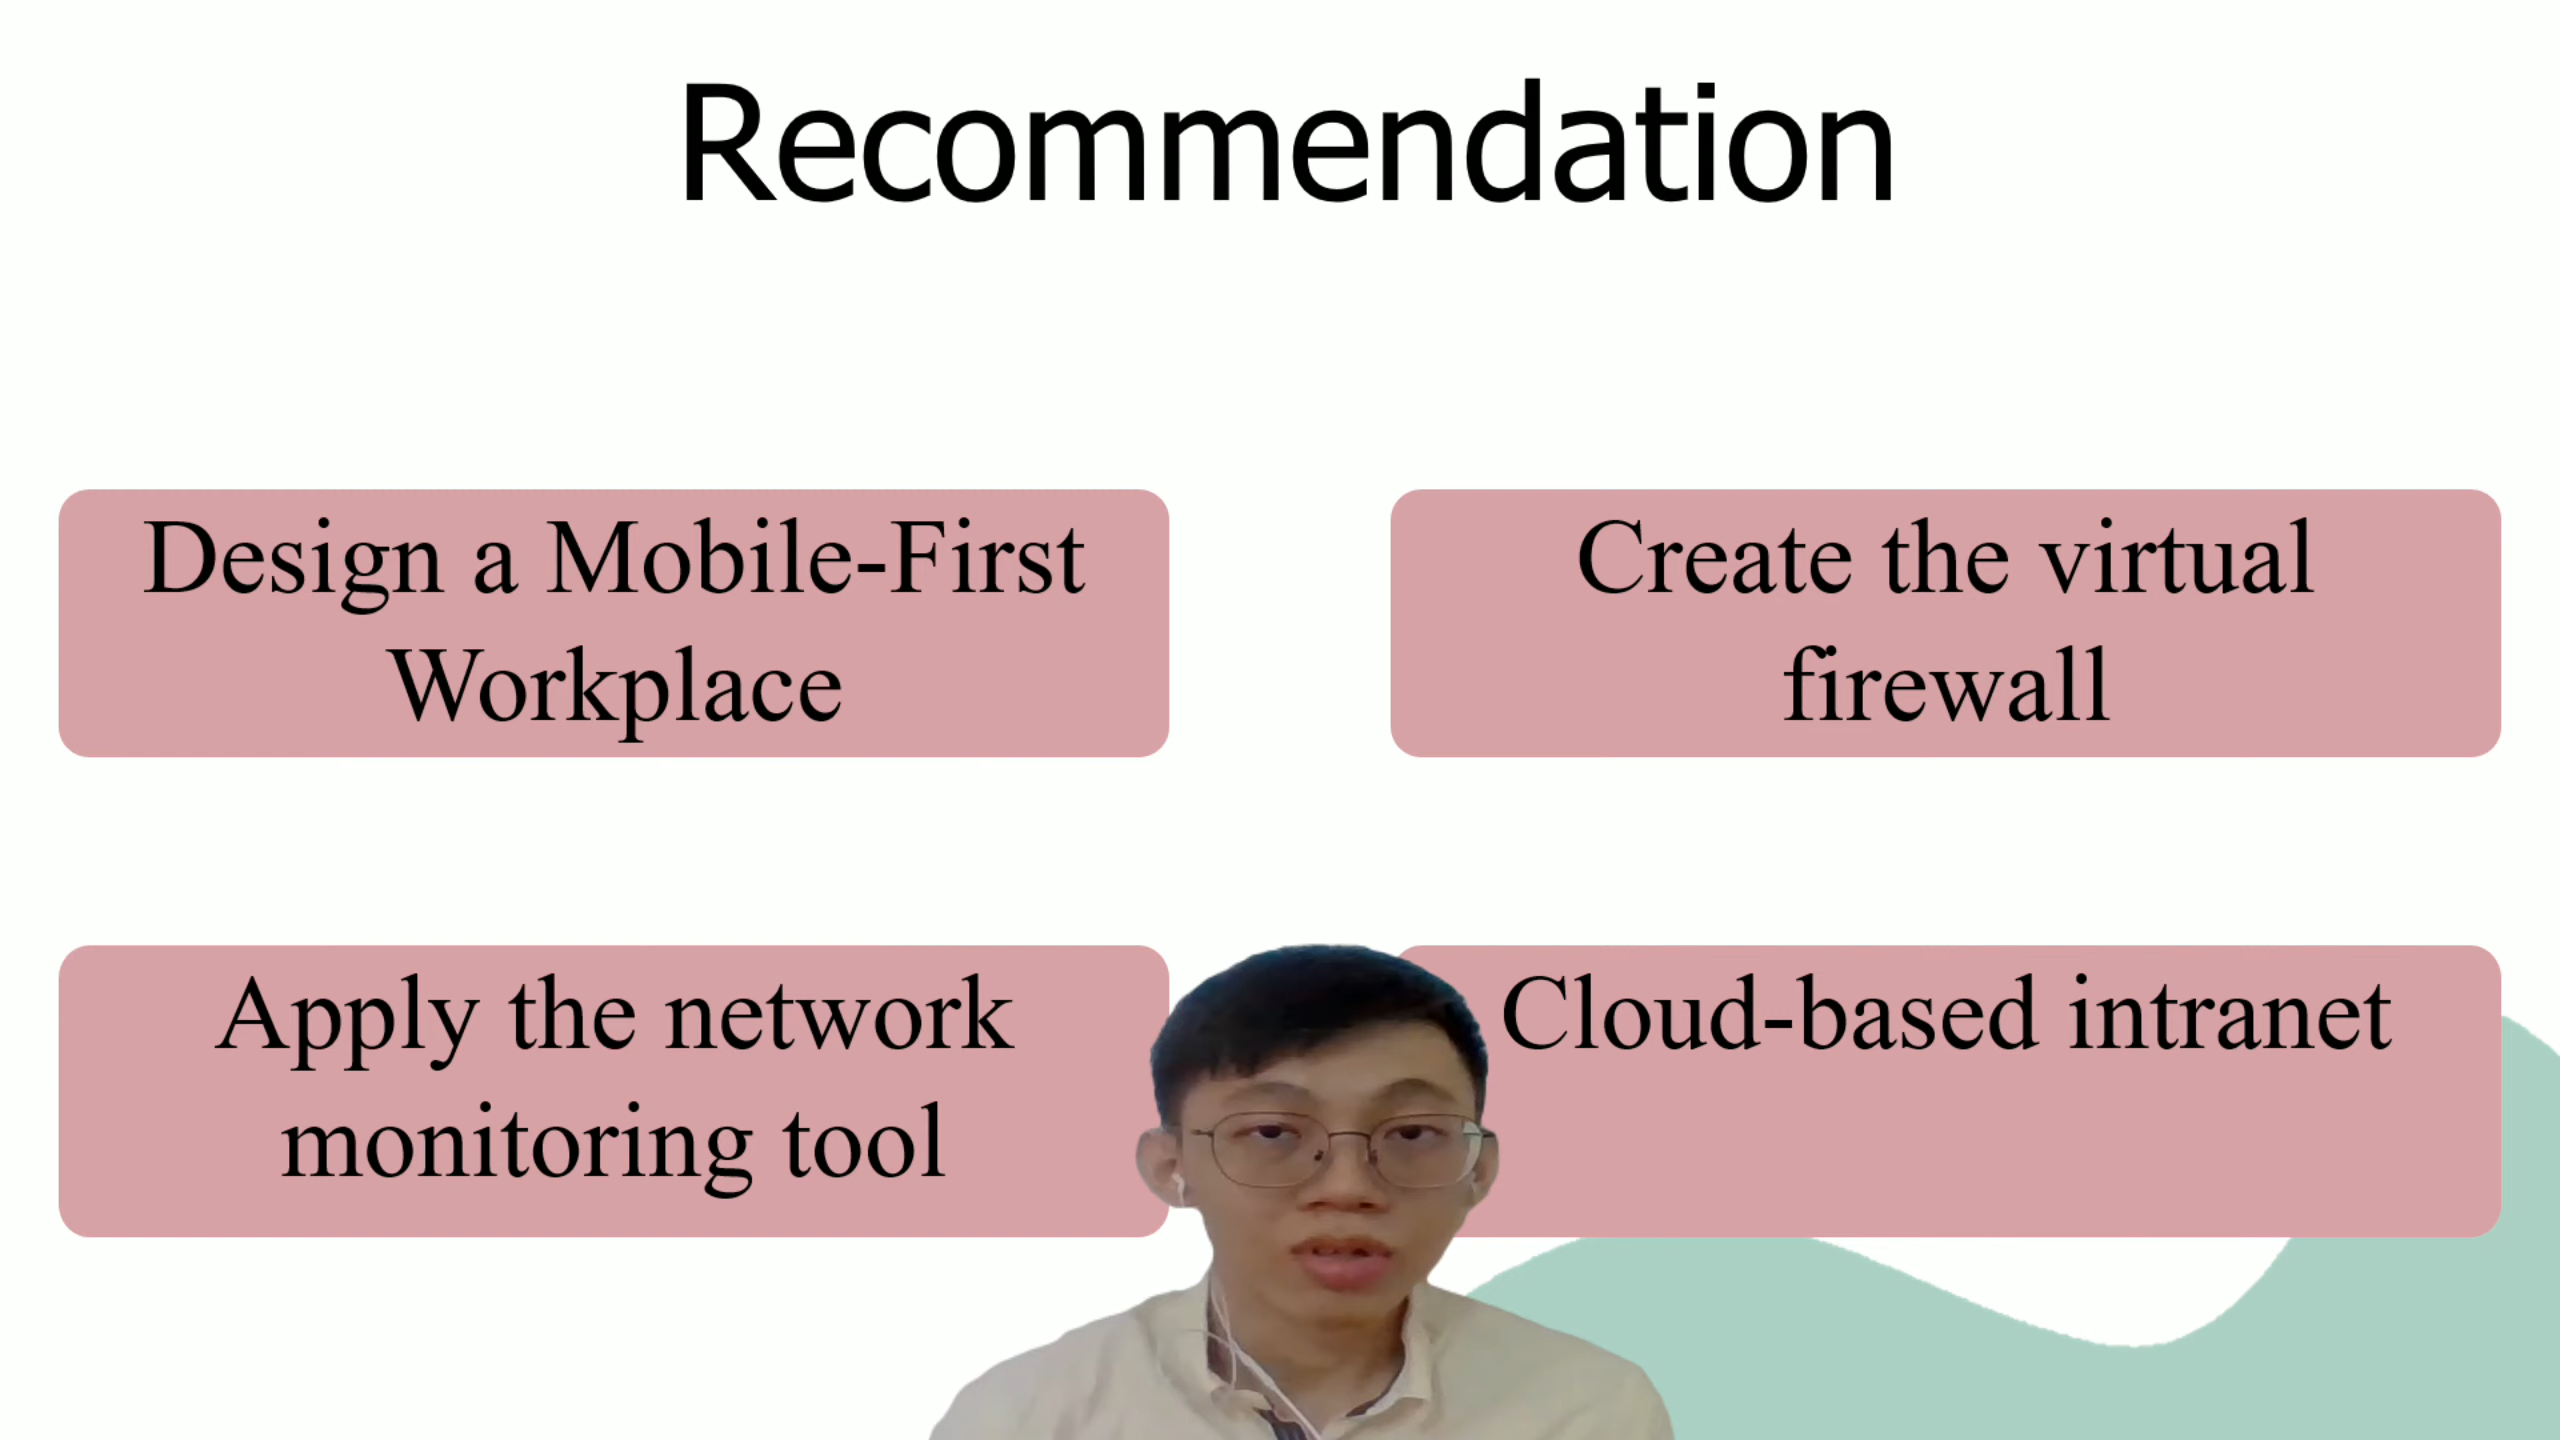 Recommendation
Design a Mobile-First
Workplace
Create the virtual
firewall
Apply the network
monitoring tool
Cloud-based intranet